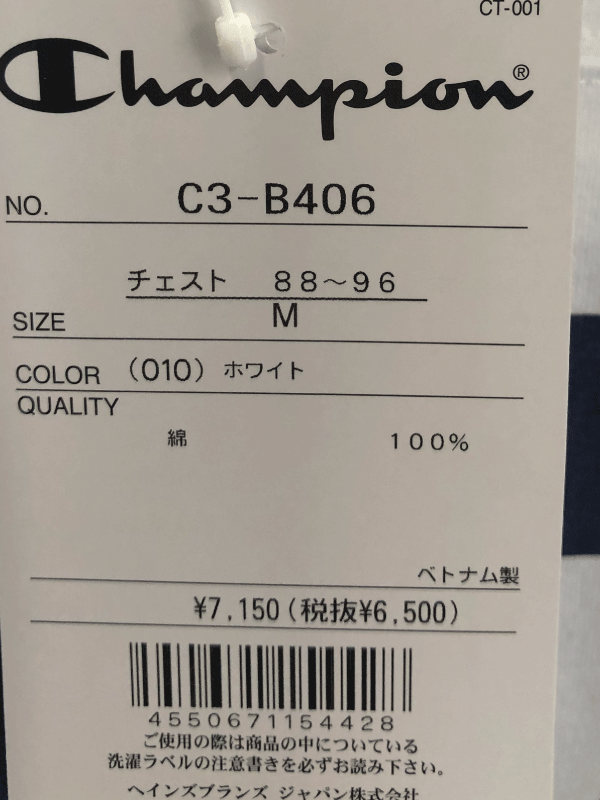 CT-001
Champion®
NO. C3-B406
チェスト 88~96
SIZE M
COLOR (010) ホワイト
QUALITY
綿 100%
ベトナム製
¥7,150(税抜¥6,500)
4550671154428
ご使用の際は商品の中についている
洗濯ラベルの注意書きを必ずお読み下さい。
ヘインズブランズ ジャパン株式会社